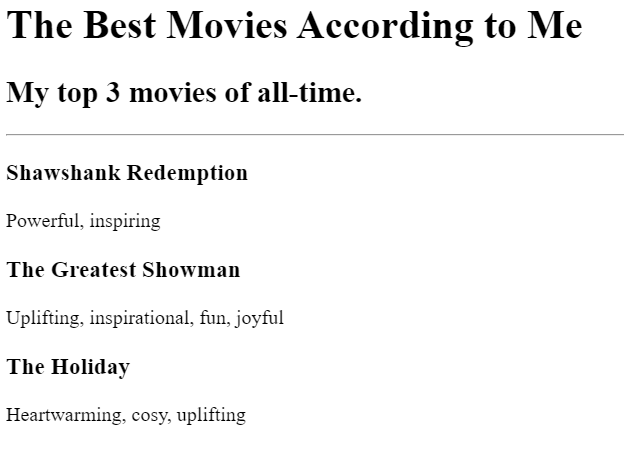 The Best Movies According to Me
My top 3 movies of all-time.
Shawshank Redemption
Powerful, inspiring
The Greatest Showman
Uplifting, inspirational, fun, joyful
The Holiday
Heartwarming, cosy, uplifting